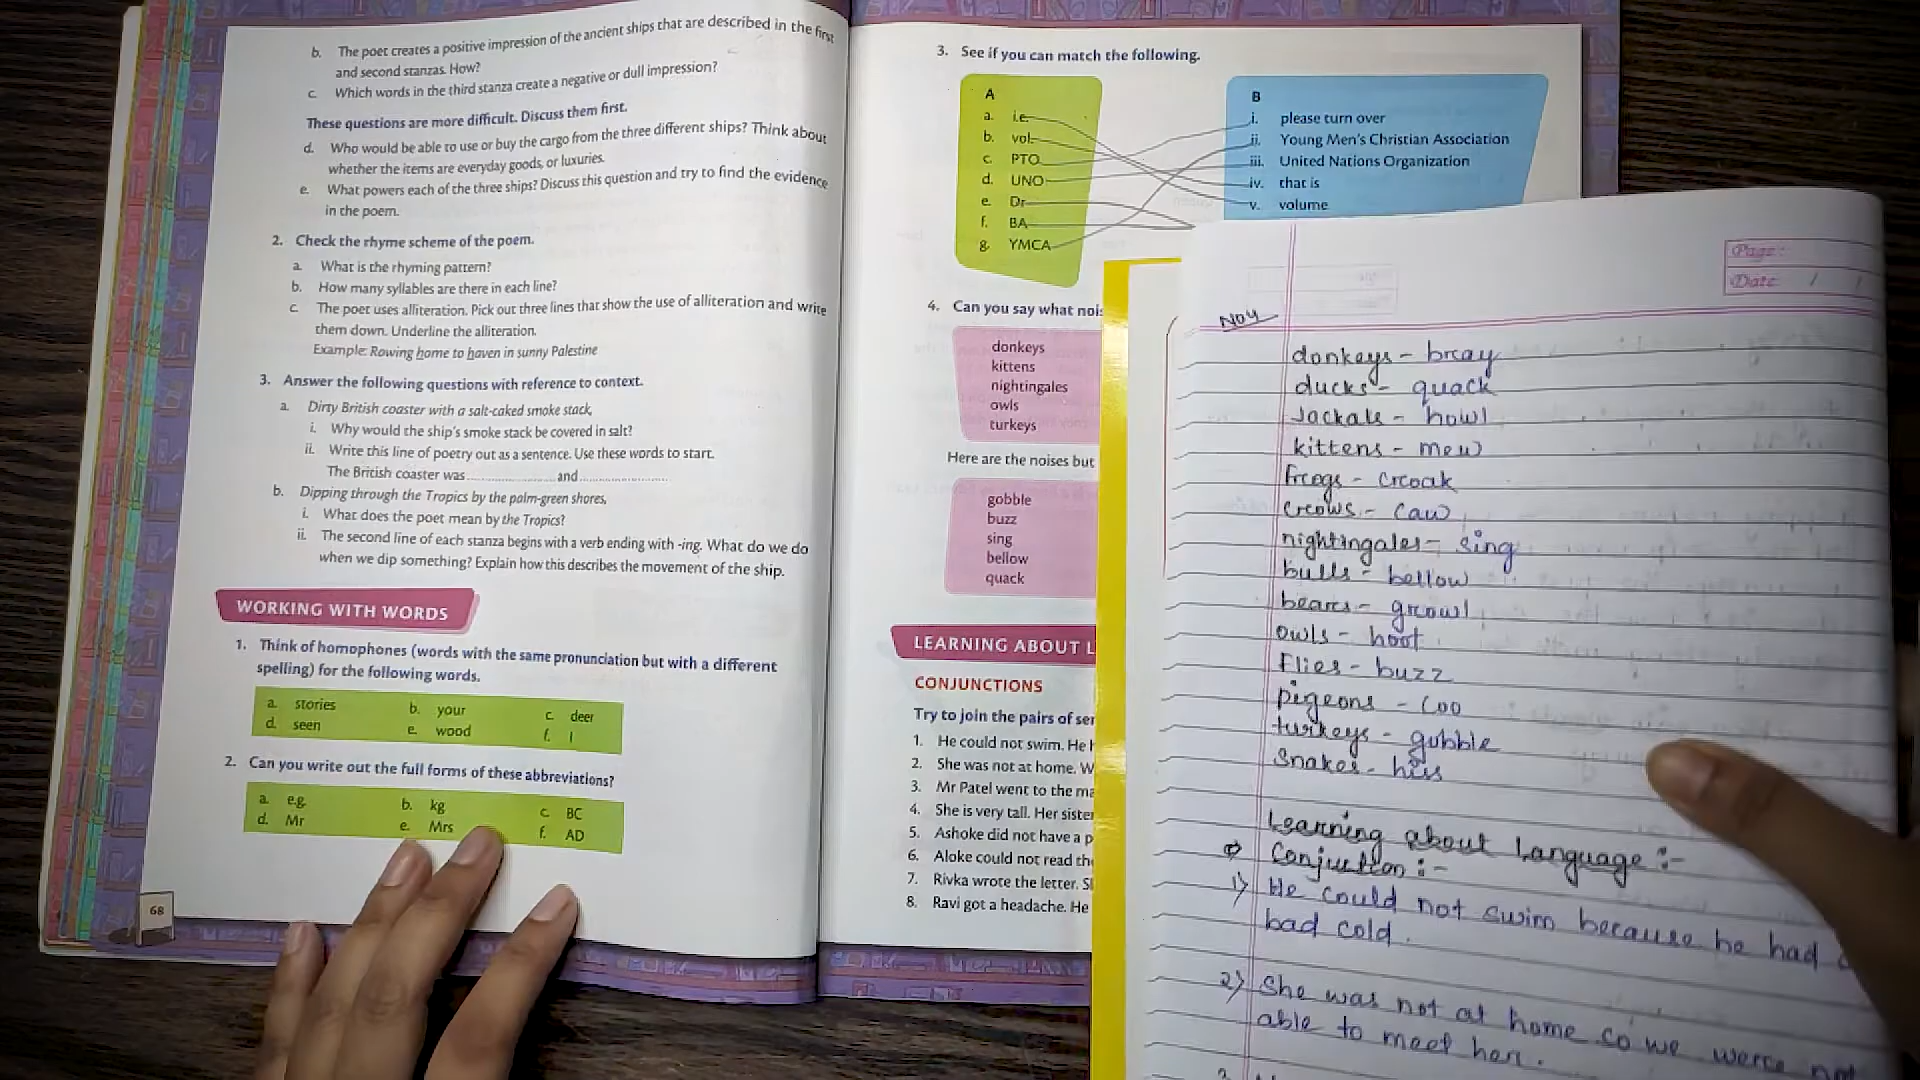 b. The poet creates a positive impression of the ancient ships that are described in the first
and second stanzas. How?
c. Which words in the third stanza create a negative or dull impression?
These questions are more difficult. Discuss them first.
d. Who would be able to use or buy the cargo from the three different ships? Think about
whether the items are everyday goods, or luxuries.
e. What powers each of the three ships? Discuss this question and try to find the evidence
in the poem.
2. Check the rhyme scheme of the poem.
a. What is the rhyming pattern?
b. How many syllables are there in each line?
c. The poet uses alliteration. Pick out three lines that show the use of alliteration and write
them down. Underline the alliteration.
Example: Rowing home to haven in sunny Palestine
3. Answer the following questions with reference to context.
a. Dirty British coaster with a salt-caked smoke stack,
i. Why would the ship's smoke stack be covered in salt?
ii. Write this line of poetry out as a sentence. Use these words to start.
The British coaster was ........................ and ........................
b. Dipping through the Tropics by the palm-green shores,
i. What does the poet mean by the Tropics?
ii. The second line of each stanza begins with a verb ending with -ing. What do we do
when we dip something? Explain how this describes the movement of the ship.
WORKING WITH WORDS
1. Think of homophones (words with the same pronunciation but with a different
spelling) for the following words.
a. stories b. your c. deer
d. seen e. wood f. I
2. Can you write out the full forms of these abbreviations?
a. e.g. b. kg c. BC
d. Mr e. Mrs f. AD
68
3. See if you can match the following.
A
a. i.e.
b. vol.
c. PTO
d. UNO
e. Dr
f. BA
g. YMCA
B
i. please turn over
ii. Young Men's Christian Association
iii. United Nations Organization
iv. that is
v. volume
4. Can you say what noi
donkeys
kittens
nightingales
owls
turkeys
Here are the noises but
gobble
buzz
sing
bellow
quack
LEARNING ABOUT L
CONJUNCTIONS
Try to join the pairs of sen
1. He could not swim. He h
2. She was not at home. W
3. Mr Patel went to the ma
4. She is very tall. Her sister
5. Ashoke did not have a p
6. Aloke could not read the
7. Rivka wrote the letter. S
8. Ravi got a headache. He
Page:
Date / /
No4
donkeys - bray
ducks - quack
Jackals - howl
kittens - mew
Frogs - croak
crows - caw
nightingales - sing
bulls - bellow
bears - growl
owls - hoot
Flies - buzz
pigeons - coo
turkeys - gobble
Snakes - hiss
Learning about Language :-
Conjuction :-
1) He could not swim because he had a
bad cold.
2) She was not at home so we were not
able to meet her.